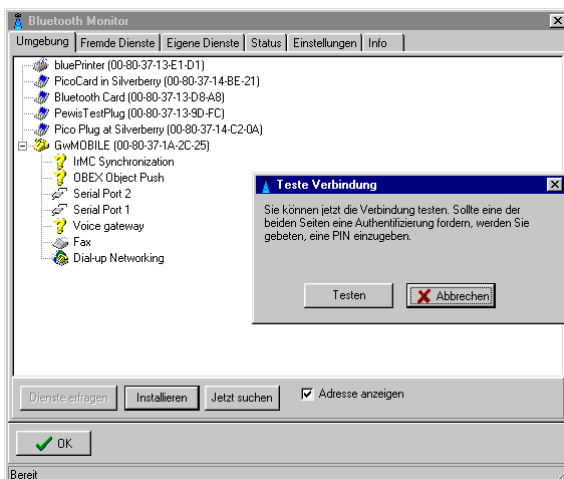 Bluetooth Monitor
Umgebung Fremde Dienste Eigene Dienste Status Einstellungen Info
bluePrinter (00-80-37-13-E1-D1)
PicoCard in Silverberry (00-80-37-14-BE-21)
Bluetooth Card (00-80-37-13-D8-A8)
PewisTestPlug (00-80-37-13-9D-FC)
Pico Plug at Silverberry (00-80-37-14-C2-0A)
GwMOBILE (00-80-37-1A-2C-25)
IrMC Synchronization
OBEX Object Push
Serial Port 2
Serial Port 1
Voice gateway
Fax
Dial-up Networking
Teste Verbindung
Sie können jetzt die Verbindung testen. Sollte eine der
beiden Seiten eine Authentifizierung fordern, werden Sie
gebeten, eine PIN einzugeben.
Testen Abbrechen
Dienste erfragen Installieren Jetzt suchen Adresse anzeigen
OK
Bereit